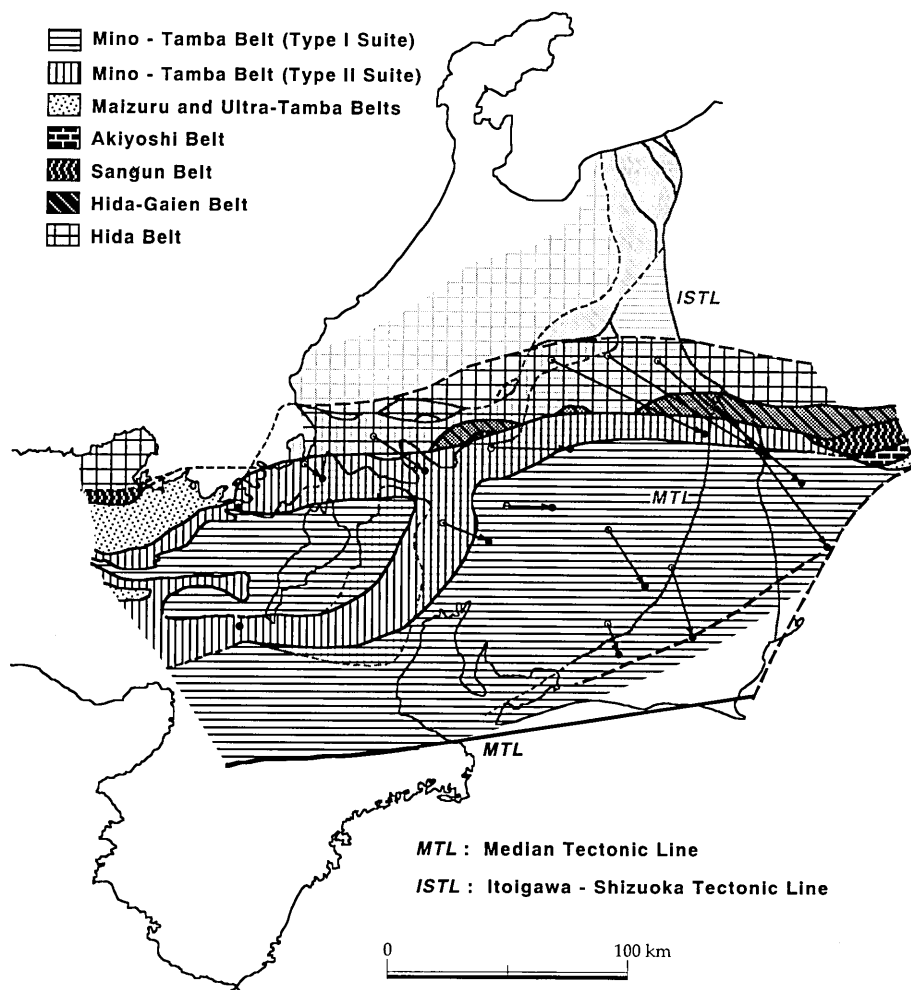 Mino - Tamba Belt (Type I Suite)
Mino - Tamba Belt (Type II Suite)
Maizuru and Ultra-Tamba Belts
Akiyoshi Belt
Sangun Belt
Hida-Gaien Belt
Hida Belt
ISTL
MTL
MTL
MTL : Median Tectonic Line
ISTL : Itoigawa - Shizuoka Tectonic Line
0 100 km